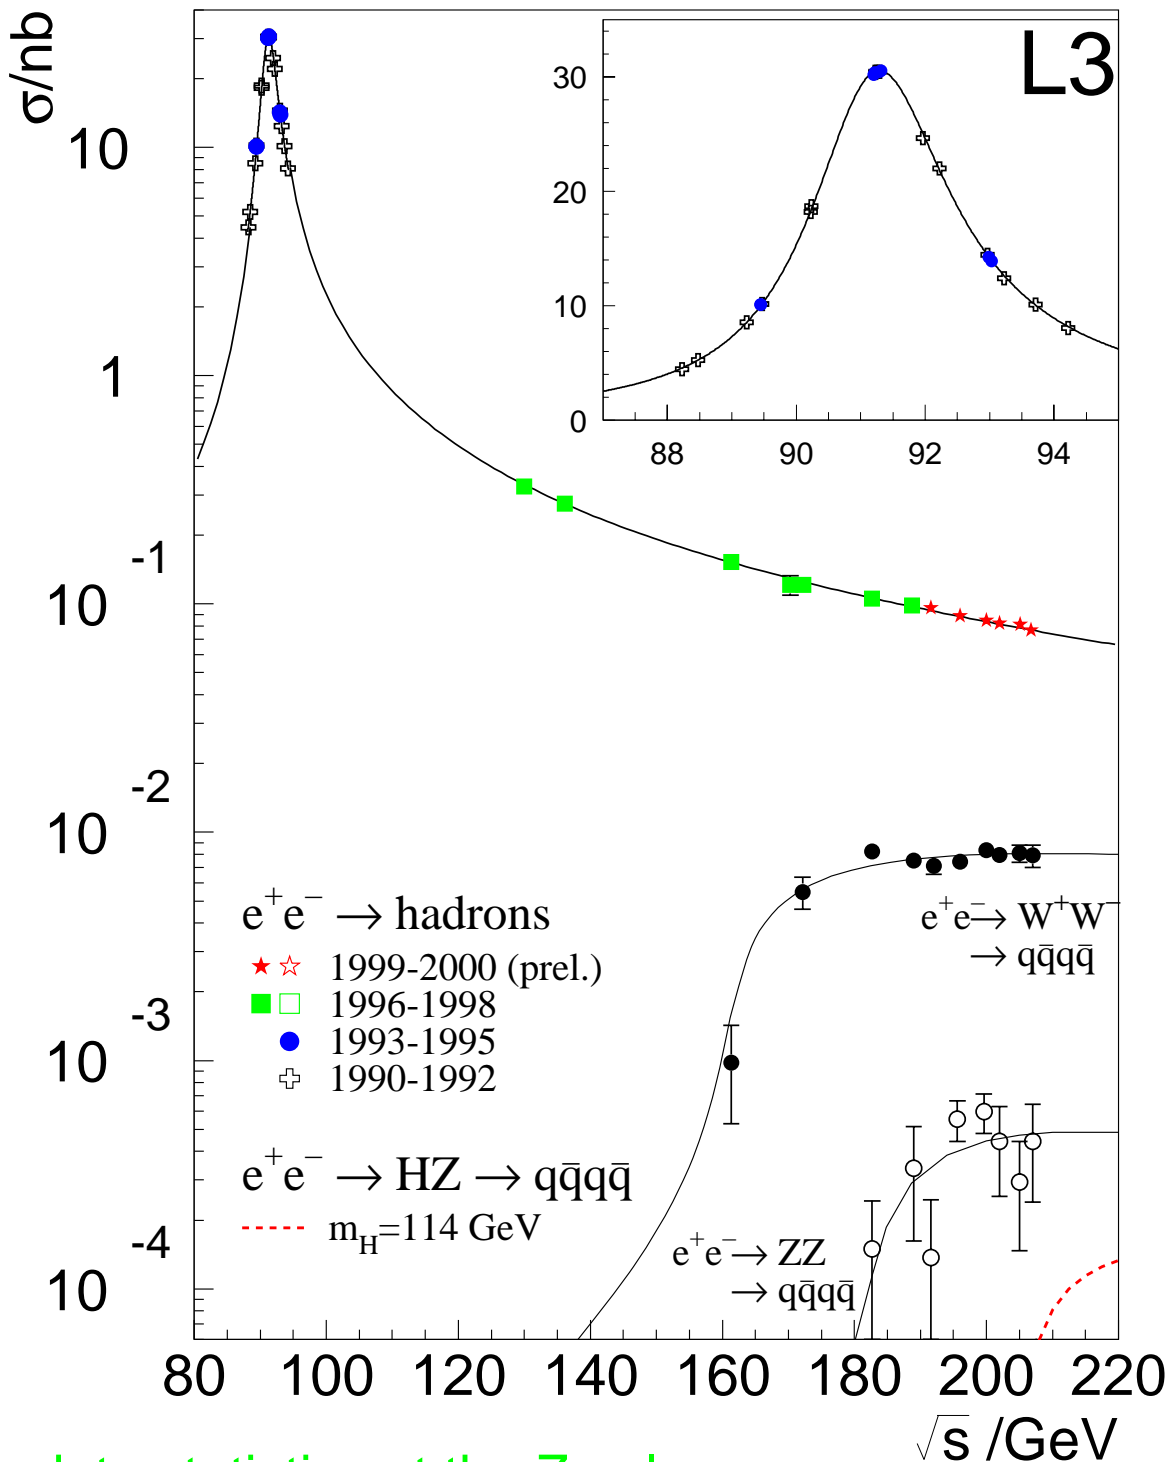 σ/nb
L3
30
20
10
0
88 90 92 94
10
1
10 -1
10 -2
10 -3
10 -4
e⁺e⁻ → hadrons
1999-2000 (prel.)
1996-1998
1993-1995
1990-1992
e⁺e⁻ → HZ → qq̄qq̄
m_H=114 GeV
e⁺e⁻→ W⁺W⁻
→ qq̄qq̄
e⁺e⁻→ ZZ
→ qq̄qq̄
80 100 120 140 160 180 200 220
√s /GeV